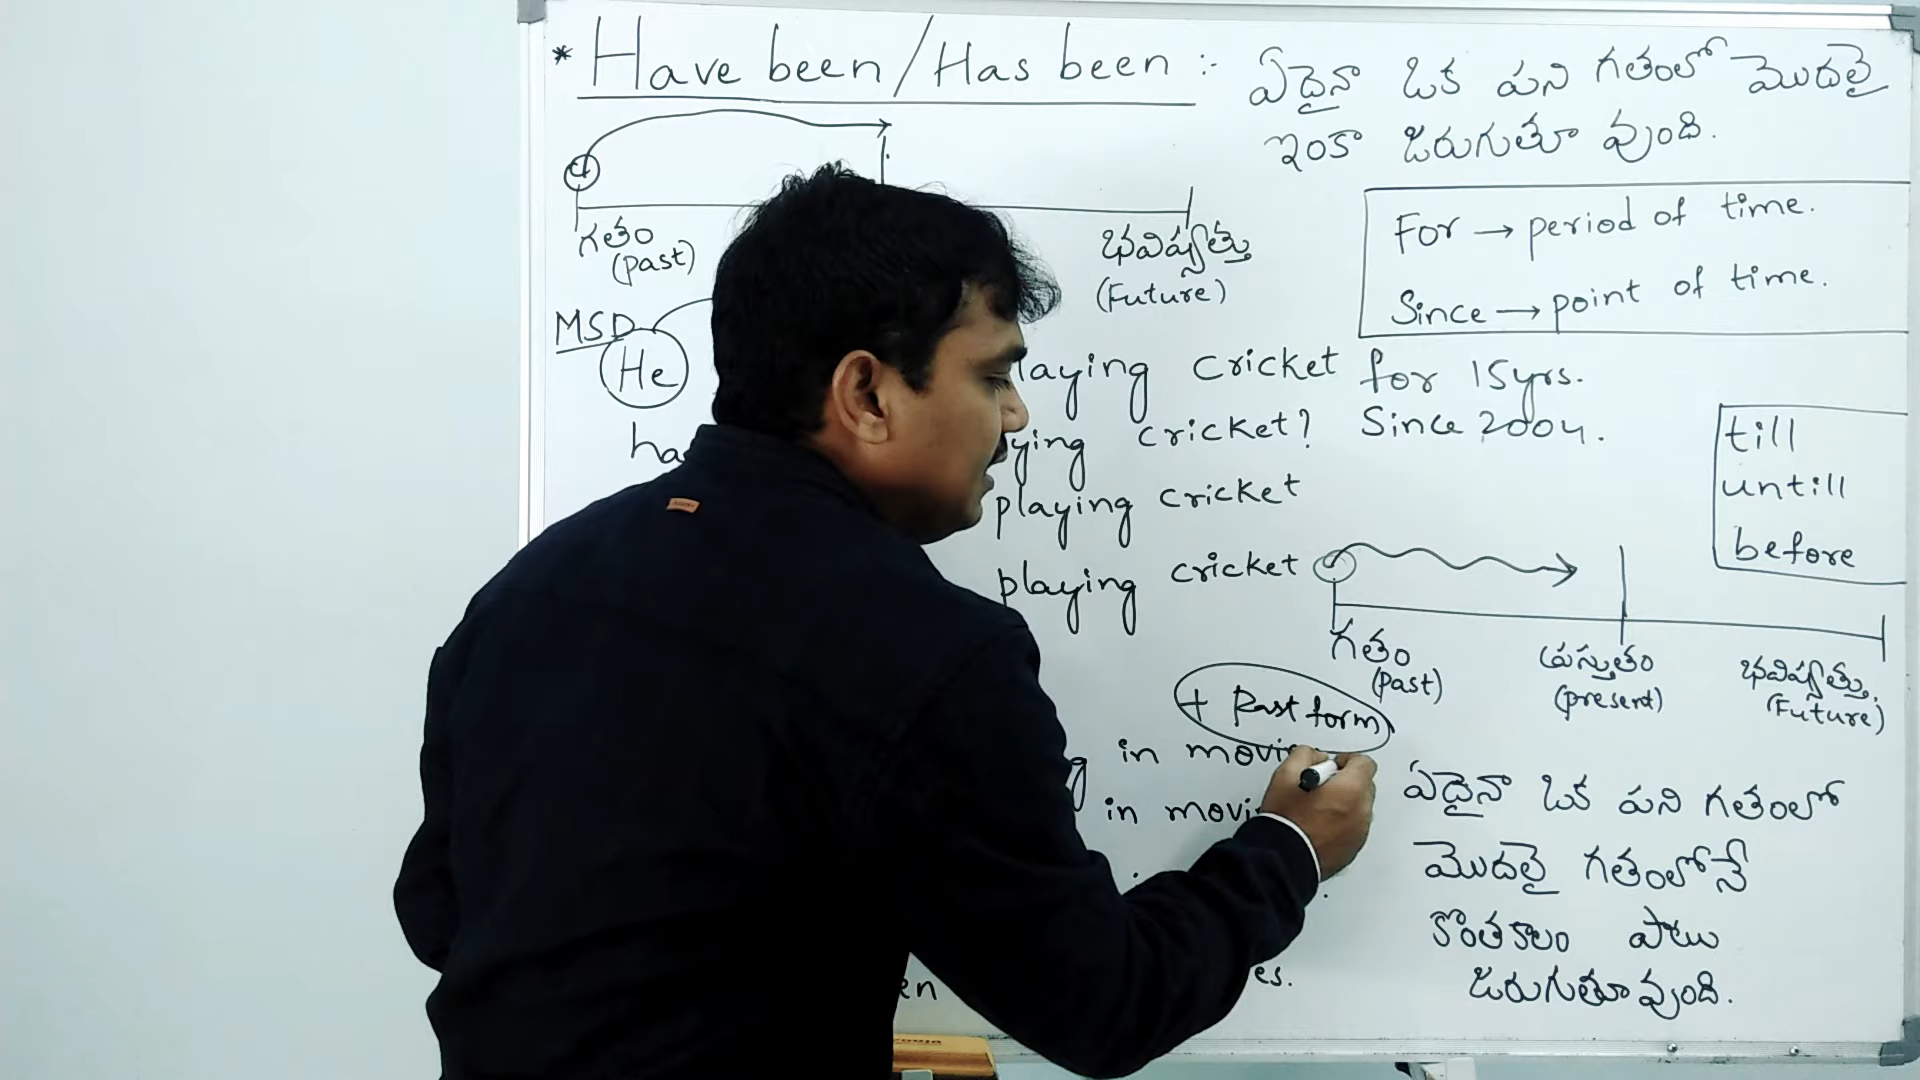 * Have been / Has been :- ఏదైనా ఒక పని గతంలో మొదలై
ఇంకా జరుగుతూ వుంది.
గతం
(past)
భవిష్యత్తు
(Future)
For → period of time.
Since → point of time.
MSD
He
laying cricket for 15yrs.
ha
ying cricket? Since 2004.
playing cricket
playing cricket
till
untill
before
గతం
(past)
ప్రస్తుతం
(present)
భవిష్యత్తు.
(Future)
+ Past form
g in movi
in movi
ఏదైనా ఒక పని గతంలో
మొదలై గతంలోనే
కొంతకాలం పాటు
జరుగుతూ వుంది.
en
es.